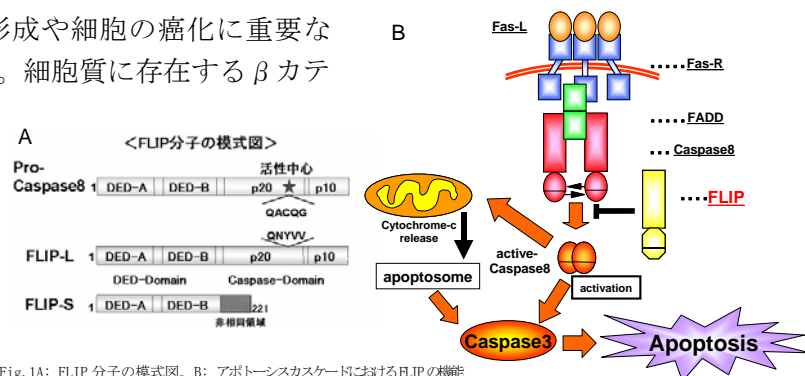 形成や細胞の癌化に重要な
。細胞質に存在するβカテ
A
<FLIP分子の模式図>
Pro-
Caspase8 1 DED-A DED-B p20 ★ p10
活性中心
QACQG
QNYVV
FLIP-L 1 DED-A DED-B p20 p10
DED-Domain Caspase-Domain
FLIP-S 1 DED-A DED-B 221
非相同領域
B
Fas-L
Fas-R
FADD
Caspase8
FLIP
Cytochrome-c
release
active-
Caspase8
activation
apoptosome
Caspase3
Apoptosis
Fig.1A: FLIP 分子の模式図。B: アポトーシスカスケードにおけるFLIPの機能